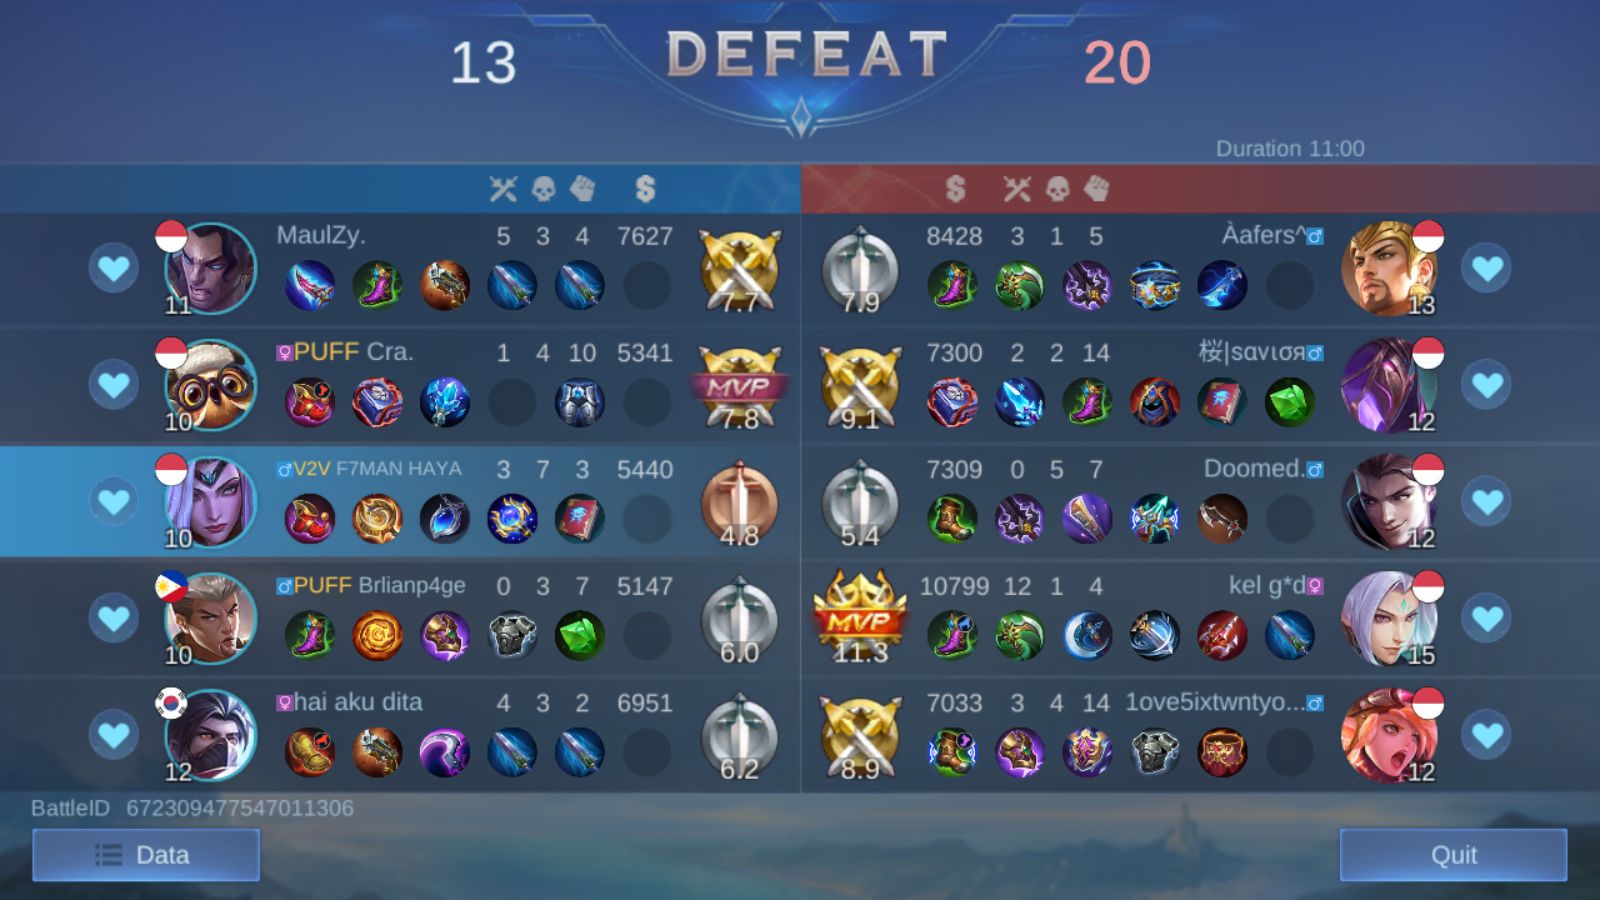 13 DEFEAT 20
Duration 11:00
MaulZy. 5 3 4 7627
11 7.7
PUFF Cra. 1 4 10 5341
MVP
10 7.8
V2V F7MAN HAYA 3 7 3 5440
10 4.8
PUFF Brlianp4ge 0 3 7 5147
10 6.0
hai aku dita 4 3 2 6951
12 6.2
8428 3 1 5 Àafers^
7.9 13
7300 2 2 14 桜|sανισя
9.1 12
7309 0 5 7 Doomed.
5.4 12
10799 12 1 4 kel g*d
MVP
11.3 15
7033 3 4 14 1ove5ixtwntyo...
8.9 12
BattleID 672309477547011306
Data
Quit